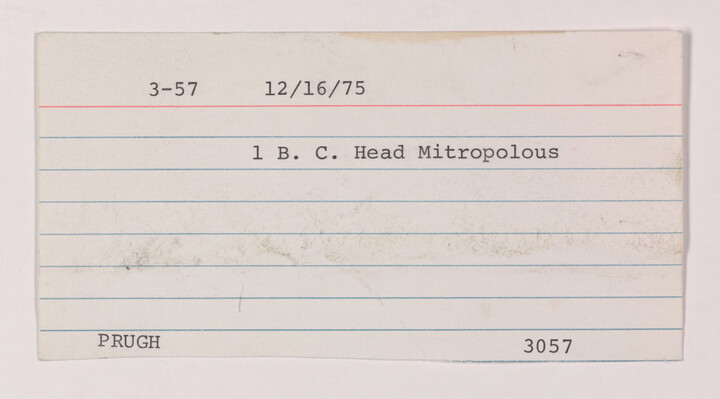 3-57 12/16/75
1 B. C. Head Mitropolous
PRUGH 3057